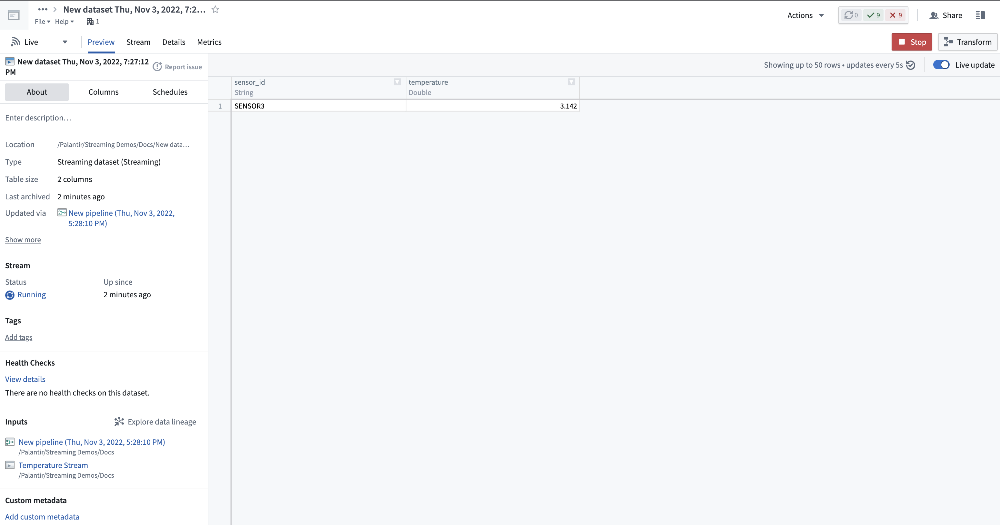 ••• > New dataset Thu, Nov 3, 2022, 7:2...
File Help 1
Actions 0 9 9 Share
Live Preview Stream Details Metrics Stop Transform
New dataset Thu, Nov 3, 2022, 7:27:12 PM
Report issue
Showing up to 50 rows • updates every 5s Live update
About Columns Schedules
sensor_id temperature
String Double
1 SENSOR3 3.142
Enter description...
Location /Palantir/Streaming Demos/Docs/New data...
Type Streaming dataset (Streaming)
Table size 2 columns
Last archived 2 minutes ago
Updated via New pipeline (Thu, Nov 3, 2022,
5:28:10 PM)
Show more
Stream
Status Up since
Running 2 minutes ago
Tags
Add tags
Health Checks
View details
There are no health checks on this dataset.
Inputs Explore data lineage
New pipeline (Thu, Nov 3, 2022, 5:28:10 PM)
/Palantir/Streaming Demos/Docs
Temperature Stream
/Palantir/Streaming Demos/Docs
Custom metadata
Add custom metadata